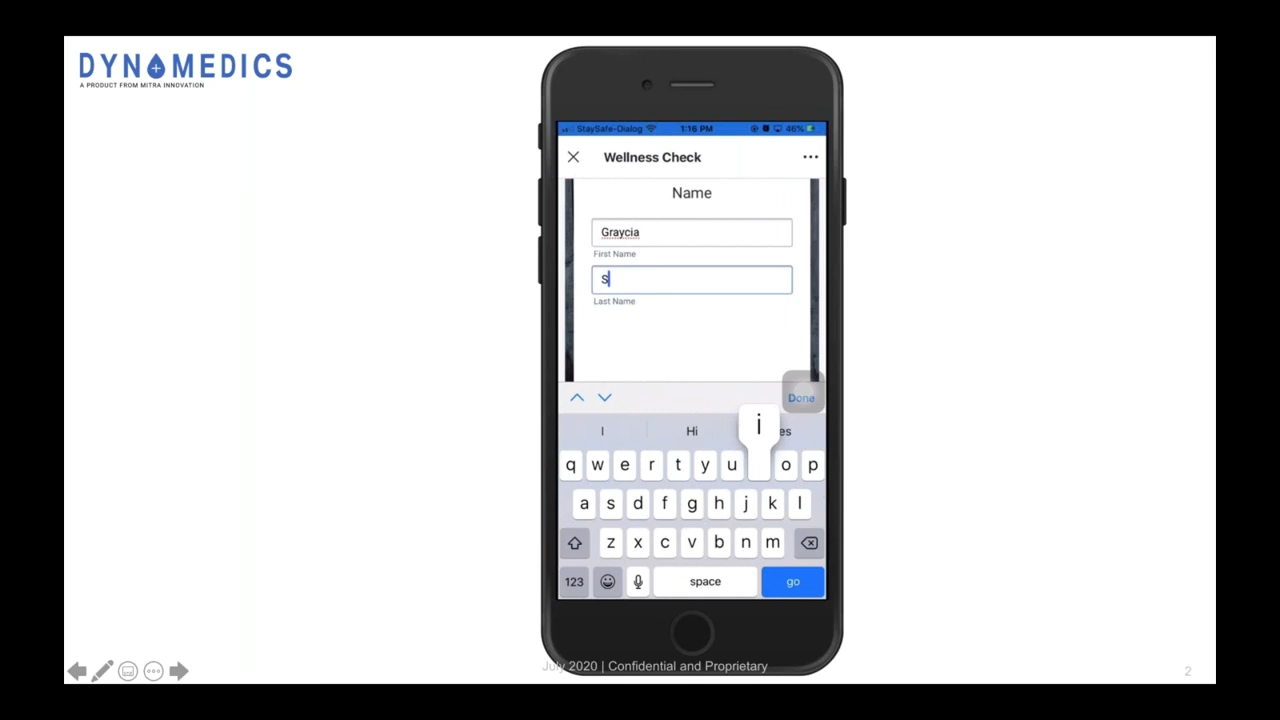 DYNAMEDICS
A PRODUCT FROM MITRA INNOVATION
StaySafe-Dialog 1:16 PM 46%
Wellness Check
Name
Graycia
First Name
S
Last Name
Done
i
I Hi es
q w e r t y u o p
a s d f g h j k l
z x c v b n m
123 space go
July 2020 | Confidential and Proprietary
2